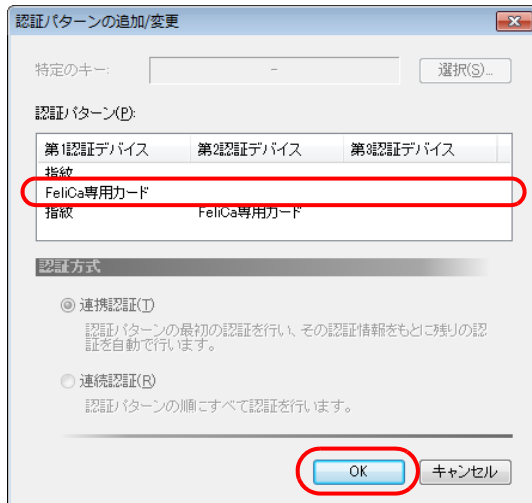 認証パターンの追加/変更
特定のキー: - 選択(S)...
認証パターン(P):
第1認証デバイス 第2認証デバイス 第3認証デバイス
指紋
FeliCa専用カード
指紋 FeliCa専用カード
認証方式
連携認証(T)
認証パターンの最初の認証を行い、その認証情報をもとに残りの認
証を自動で行います。
連続認証(R)
認証パターンの順にすべて認証を行います。
OK キャンセル